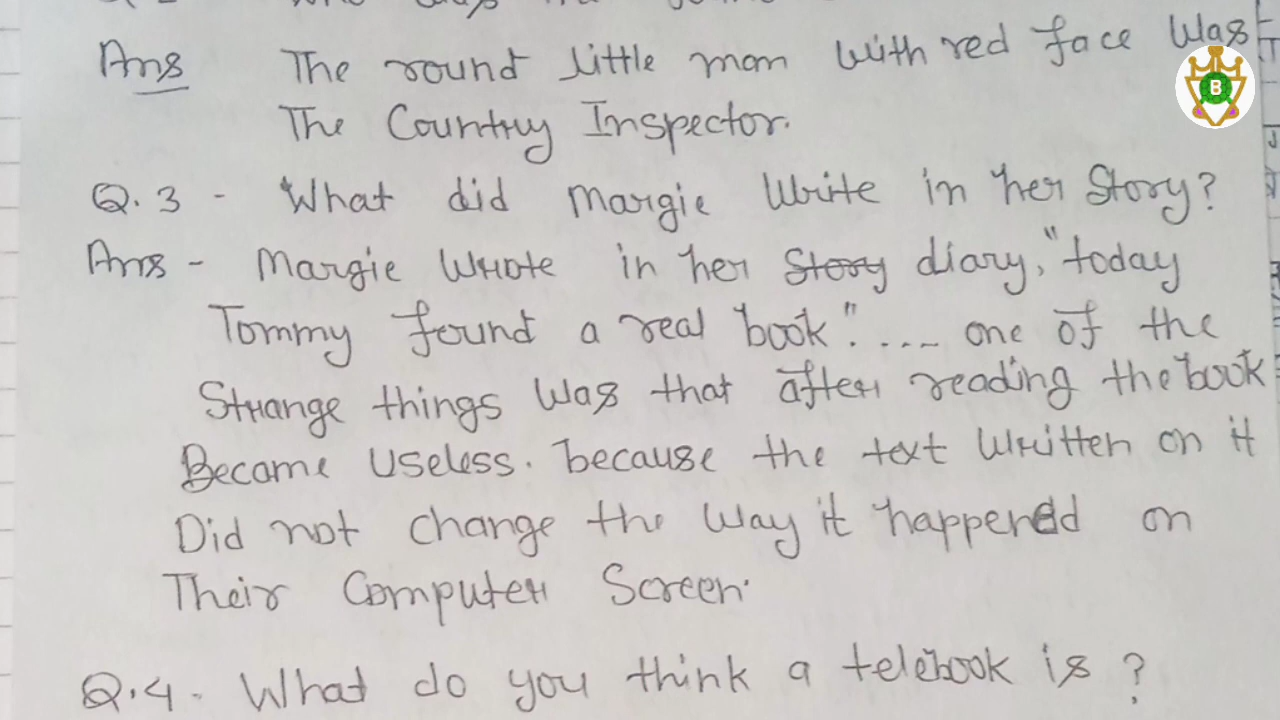 Ans The round little man with red face was
The Country Inspector.
Q.3 - What did Margie Write in her Story?
Ans - Margie Wrote in her Story diary, "today
Tommy found a real book". ... one of the
Strange things Was that after reading the book
Became Useless. because the text Written on it
Did not change the way it happened on
Their Computer Screen.
Q.4. What do you think a telebook is ?
B